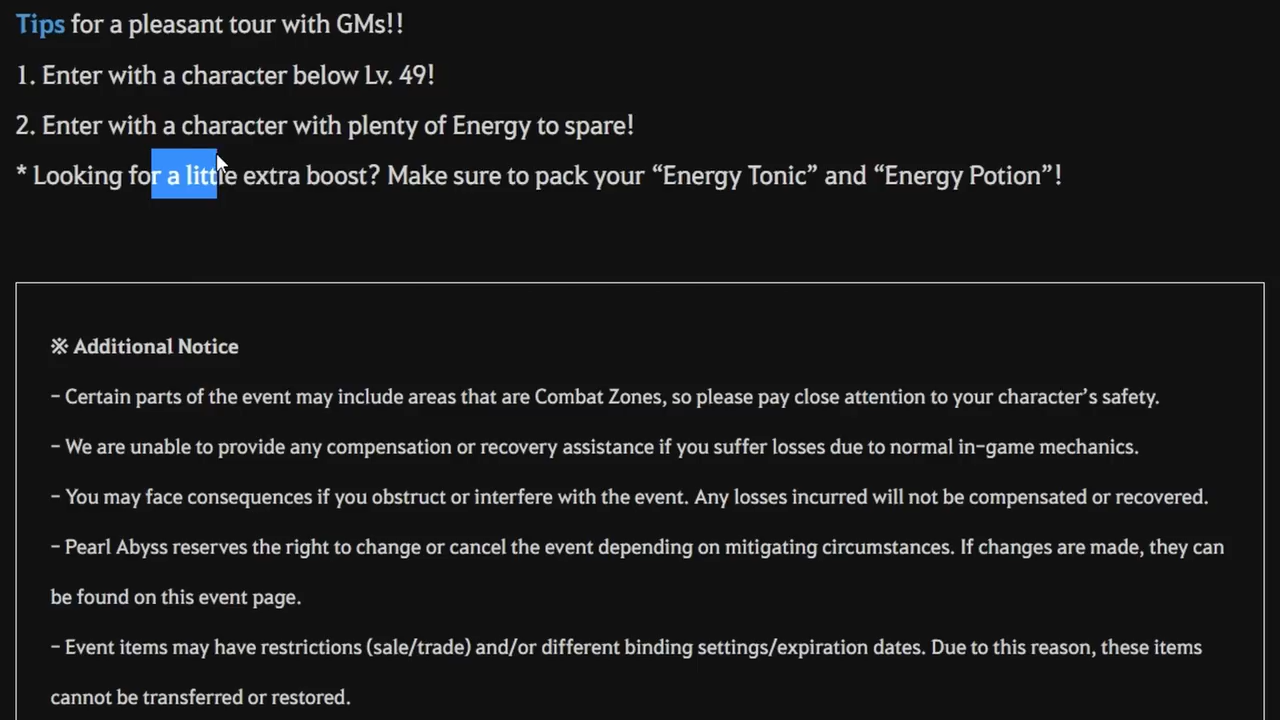 Tips for a pleasant tour with GMs!!
1. Enter with a character below Lv. 49!
2. Enter with a character with plenty of Energy to spare!
* Looking for a little extra boost? Make sure to pack your “Energy Tonic” and “Energy Potion”!
※ Additional Notice
- Certain parts of the event may include areas that are Combat Zones, so please pay close attention to your character’s safety.
- We are unable to provide any compensation or recovery assistance if you suffer losses due to normal in-game mechanics.
- You may face consequences if you obstruct or interfere with the event. Any losses incurred will not be compensated or recovered.
- Pearl Abyss reserves the right to change or cancel the event depending on mitigating circumstances. If changes are made, they can
be found on this event page.
- Event items may have restrictions (sale/trade) and/or different binding settings/expiration dates. Due to this reason, these items
cannot be transferred or restored.